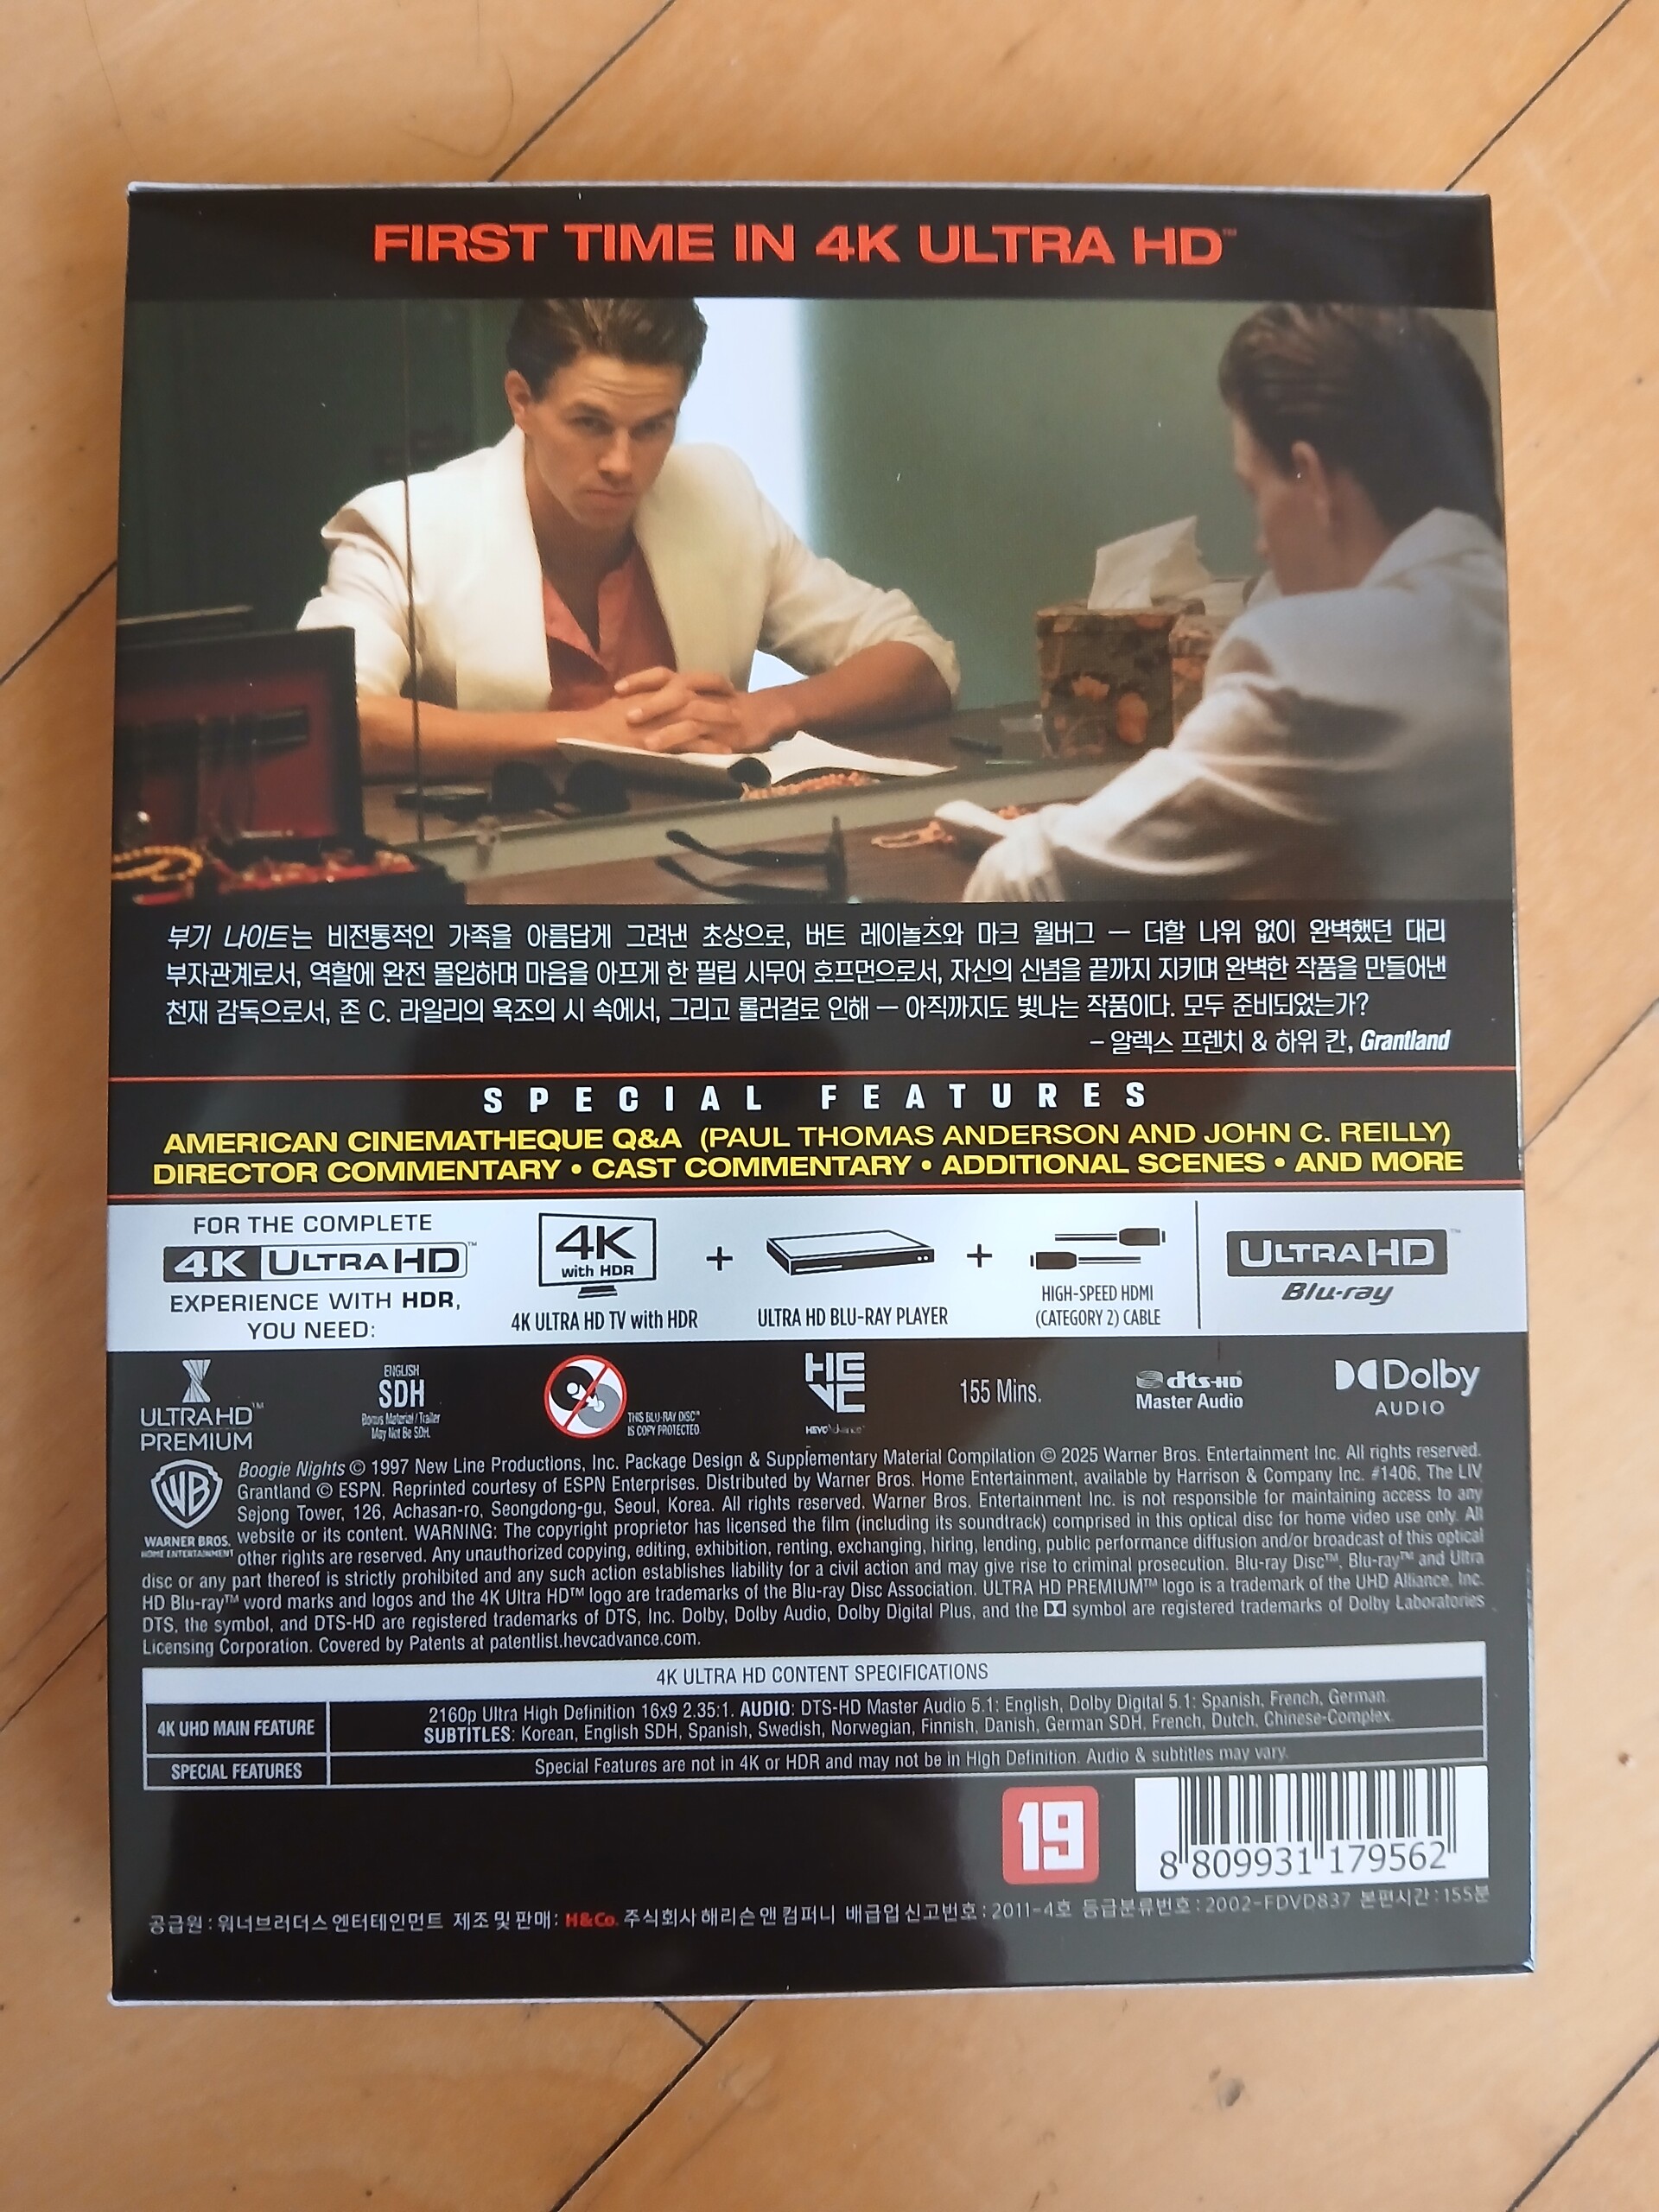 FIRST TIME IN 4K ULTRA HD™
부기 나이트는 비전통적인 가족을 아름답게 그려낸 초상으로, 버트 레이놀즈와 마크 월버그 — 더할 나위 없이 완벽했던 대리
부자관계로서, 역할에 완전 몰입하며 마음을 아프게 한 필립 시무어 호프먼으로서, 자신의 신념을 끝까지 지키며 완벽한 작품을 만들어낸
천재 감독으로서, 존 C. 라일리의 욕조의 시 속에서, 그리고 롤러걸로 인해 — 아직까지도 빛나는 작품이다. 모두 준비되었는가?
– 알렉스 프렌치 & 하위 칸, Grantland
SPECIAL FEATURES
AMERICAN CINEMATHEQUE Q&A (PAUL THOMAS ANDERSON AND JOHN C. REILLY)
DIRECTOR COMMENTARY • CAST COMMENTARY • ADDITIONAL SCENES • AND MORE
FOR THE COMPLETE
4K ULTRA HD™
EXPERIENCE WITH HDR,
YOU NEED:
4K
with HDR
4K ULTRA HD TV with HDR
+
ULTRA HD BLU-RAY PLAYER
+
HIGH-SPEED HDMI
(CATEGORY 2) CABLE
ULTRA HD™
Blu-ray
ULTRA HD™
PREMIUM
ENGLISH
SDH
Bonus Material/Trailer
May Not Be SDH.
THIS BLU-RAY DISC™
IS COPY PROTECTED.
HEVC
HEVC Advance™
155 Mins.
dts-HD
Master Audio
Dolby
AUDIO
WB
WARNER BROS.
HOME ENTERTAINMENT
Boogie Nights © 1997 New Line Productions, Inc. Package Design & Supplementary Material Compilation © 2025 Warner Bros. Entertainment Inc. All rights reserved.
Grantland © ESPN. Reprinted courtesy of ESPN Enterprises. Distributed by Warner Bros. Home Entertainment, available by Harrison & Company Inc. #1406, The LIV
Sejong Tower, 126, Achasan-ro, Seongdong-gu, Seoul, Korea. All rights reserved. Warner Bros. Entertainment Inc. is not responsible for maintaining access to any
website or its content. WARNING: The copyright proprietor has licensed the film (including its soundtrack) comprised in this optical disc for home video use only. All
other rights are reserved. Any unauthorized copying, editing, exhibition, renting, exchanging, hiring, lending, public performance diffusion and/or broadcast of this optical
disc or any part thereof is strictly prohibited and any such action establishes liability for a civil action and may give rise to criminal prosecution. Blu-ray Disc™, Blu-ray™ and Ultra
HD Blu-ray™ word marks and logos and the 4K Ultra HD™ logo are trademarks of the Blu-ray Disc Association. ULTRA HD PREMIUM™ logo is a trademark of the UHD Alliance, Inc.
DTS, the symbol, and DTS-HD are registered trademarks of DTS, Inc. Dolby, Dolby Audio, Dolby Digital Plus, and the symbol are registered trademarks of Dolby Laboratories
Licensing Corporation. Covered by Patents at patentlist.hevcadvance.com.
4K ULTRA HD CONTENT SPECIFICATIONS
4K UHD MAIN FEATURE
2160p Ultra High Definition 16x9 2.35:1. AUDIO: DTS-HD Master Audio 5.1: English, Dolby Digital 5.1: Spanish, French, German.
SUBTITLES: Korean, English SDH, Spanish, Swedish, Norwegian, Finnish, Danish, German SDH, French, Dutch, Chinese-Complex.
SPECIAL FEATURES
Special Features are not in 4K or HDR and may not be in High Definition. Audio & subtitles may vary.
19
8 809931 179562
공급원 : 워너브러더스 엔터테인먼트 제조 및 판매 : H&Co. 주식회사 해리슨 앤 컴퍼니 배급업 신고번호 : 2011-4호 등급분류번호 : 2002-FDVD837 본편시간 : 155분